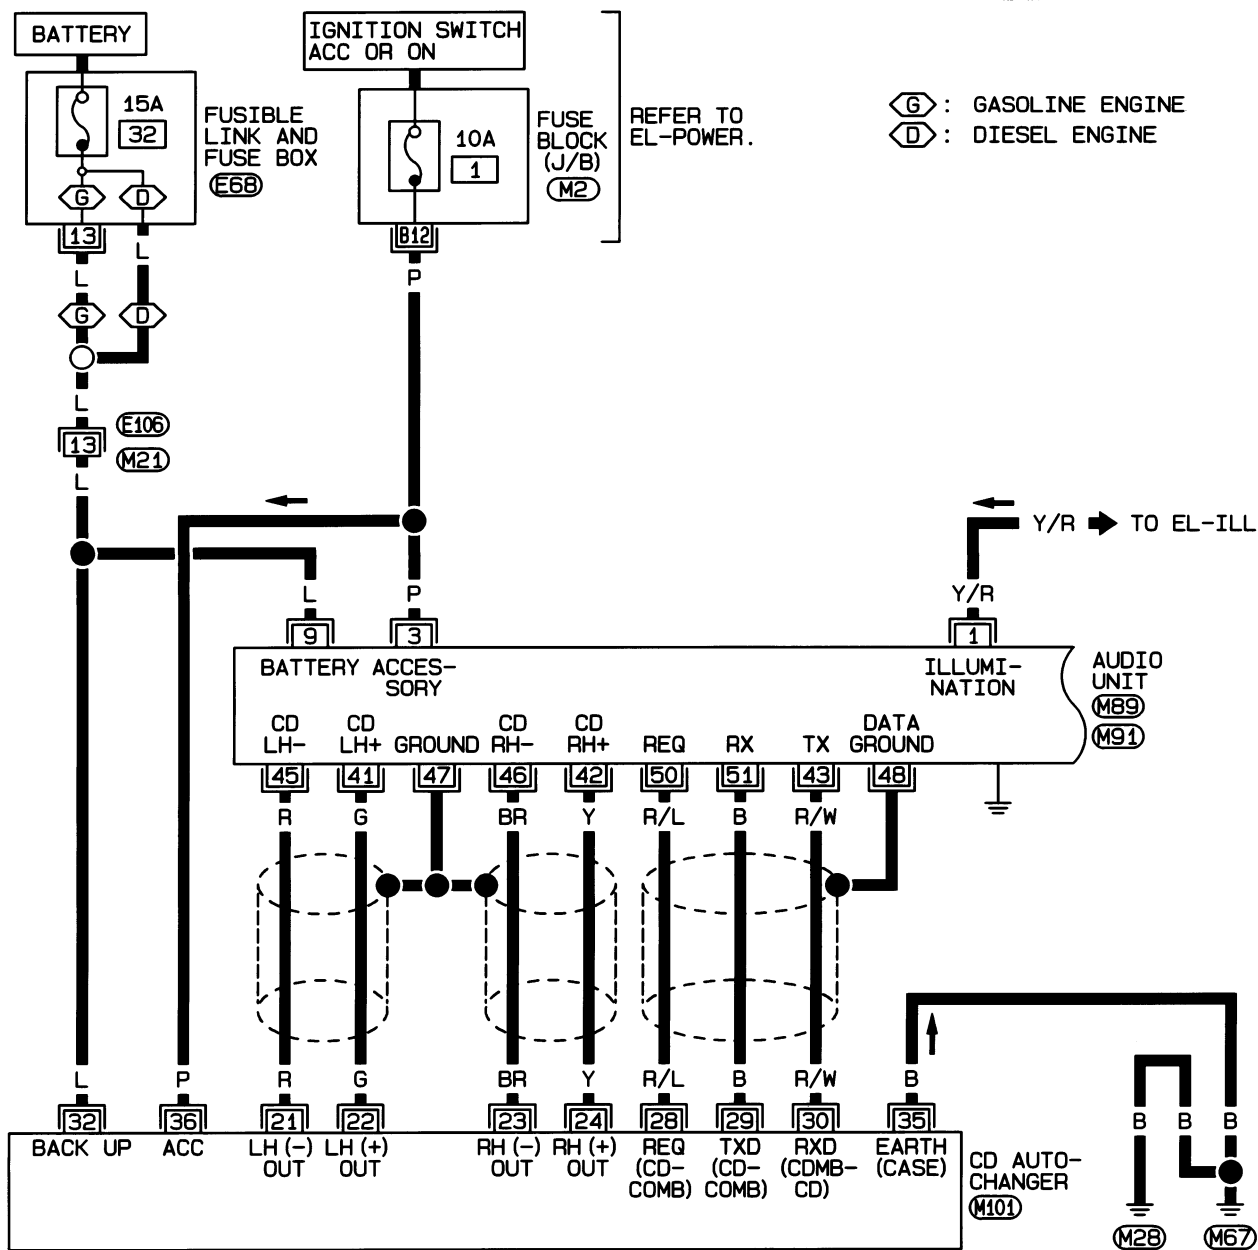 BATTERY
IGNITION SWITCH
ACC OR ON
15A
32
FUSIBLE
LINK AND
FUSE BOX
E68
10A
1
FUSE
BLOCK
(J/B)
M2
REFER TO
EL-POWER.
G : GASOLINE ENGINE
D : DIESEL ENGINE
G D
13 L
B12
L
P
G D
L
E106
13
M21
L
Y/R TO EL-ILL
L P Y/R
9 3 1
BATTERY ACCES-
SORY
ILLUMI-
NATION
AUDIO
UNIT
M89
M91
CD
LH-
CD
LH+
GROUND
CD
RH-
CD
RH+
REQ
RX
TX
DATA
GROUND
45 41 47 46 42 50 51 43 48
R G BR Y R/L B R/W
L P R G BR Y R/L B R/W B
32 36 21 22 23 24 28 29 30 35
BACK UP
ACC
LH (-)
OUT
LH (+)
OUT
RH (-)
OUT
RH (+)
OUT
REQ
(CD-
COMB)
TXD
(CD-
COMB)
RXD
(CDMB-
CD)
EARTH
(CASE)
CD AUTO-
CHANGER
M101
B B B
M28 M67